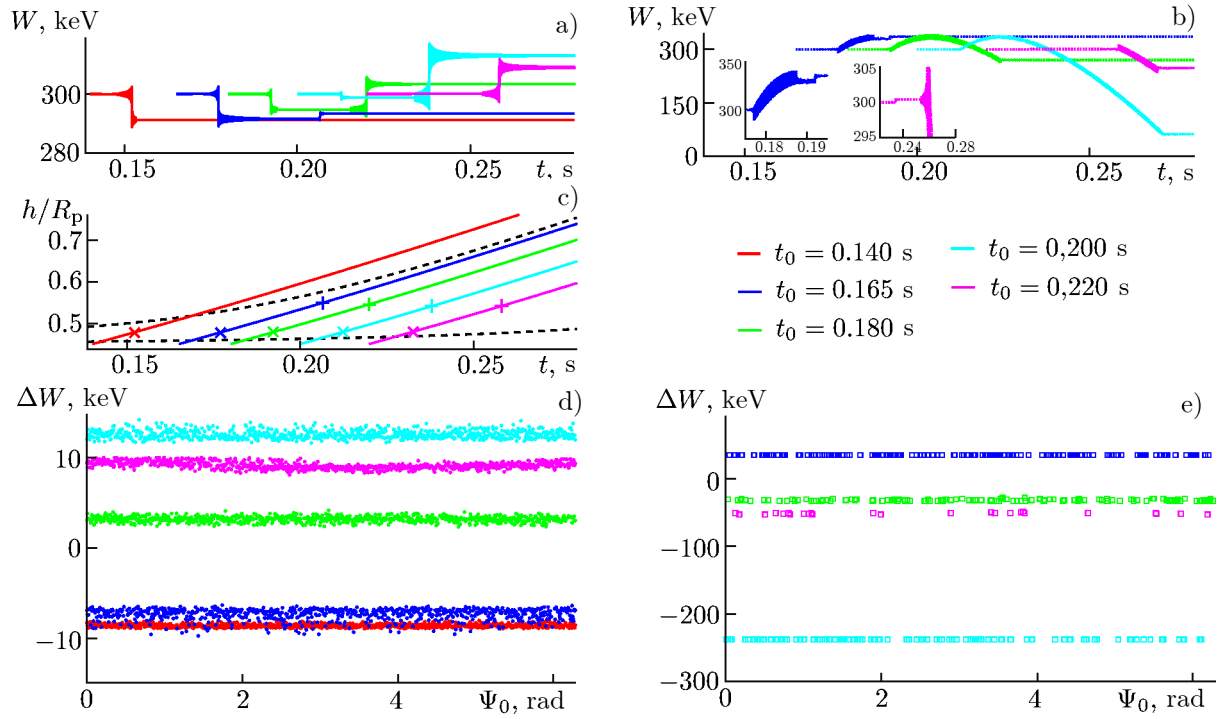 W, keV
a)
300
280
0.15
0.20
0.25
t, s
W, keV
b)
300
150
0
350
300
0.18
0.19
305
300
295
0.24
0.28
0.15
0.20
0.25
t, s
h/Rp
c)
0.7
0.6
0.5
0.15
0.20
0.25
t, s
t0 = 0.140 s
t0 = 0,200 s
t0 = 0.165 s
t0 = 0,220 s
t0 = 0.180 s
ΔW, keV
d)
10
0
−10
0
2
4
Ψ0, rad
ΔW, keV
e)
0
−100
−200
−300
0
2
4
Ψ0, rad